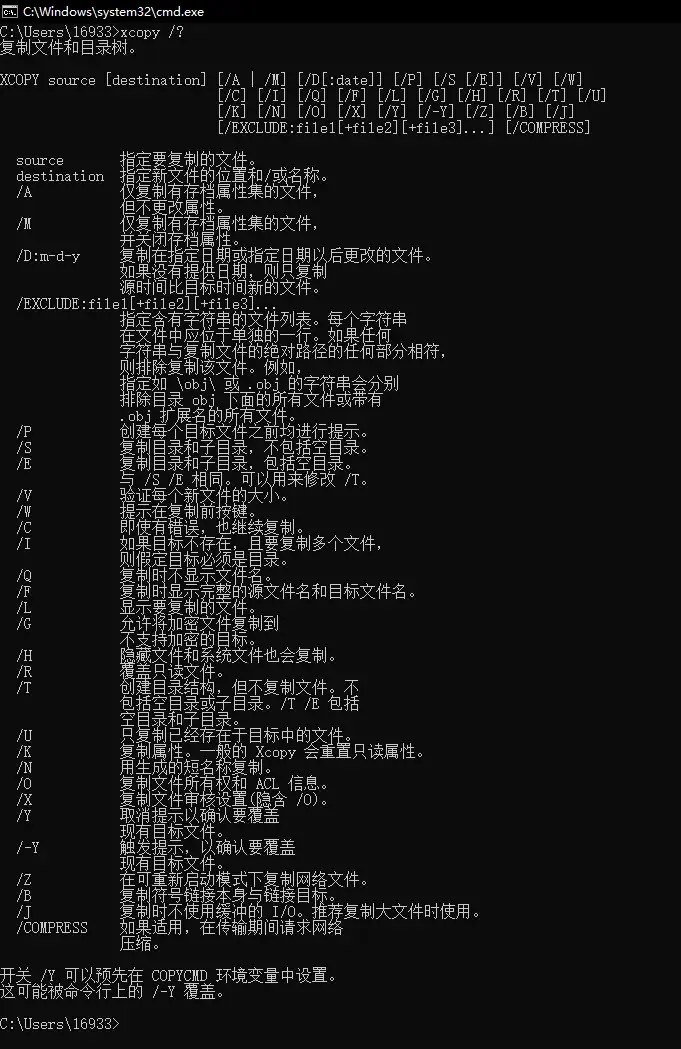 C:\Windows\system32\cmd.exe
C:\Users\16933>xcopy /?
复制文件和目录树。
XCOPY source [destination] [/A | /M] [/D[:date]] [/P] [/S [/E]] [/V] [/W]
[/C] [/I] [/Q] [/F] [/L] [/G] [/H] [/R] [/T] [/U]
[/K] [/N] [/O] [/X] [/Y] [/-Y] [/Z] [/B] [/J]
[/EXCLUDE:file1[+file2][+file3]...] [/COMPRESS]
source 指定要复制的文件。
destination 指定新文件的位置和/或名称。
/A 仅复制有存档属性集的文件，
但不更改属性。
/M 仅复制有存档属性集的文件，
并关闭存档属性。
/D:m-d-y 复制在指定日期或指定日期以后更改的文件。
如果没有提供日期，则只复制
源时间比目标时间新的文件。
/EXCLUDE:file1[+file2][+file3]...
指定含有字符串的文件列表。每个字符串
在文件中应位于单独的一行。如果任何
字符串与复制文件的绝对路径的任何部分相符，
则排除复制该文件。例如，
指定如 \obj\ 或 .obj 的字符串会分别
排除目录 obj 下面的所有文件或带有
.obj 扩展名的所有文件。
/P 创建每个目标文件之前均进行提示。
/S 复制目录和子目录，不包括空目录。
/E 复制目录和子目录，包括空目录。
与 /S /E 相同。可以用来修改 /T。
/V 验证每个新文件的大小。
/W 提示在复制前按键。
/C 即使有错误，也继续复制。
/I 如果目标不存在，且要复制多个文件，
则假定目标必须是目录。
/Q 复制时不显示文件名。
/F 复制时显示完整的源文件名和目标文件名。
/L 显示要复制的文件。
/G 允许将加密文件复制到
不支持加密的目标。
/H 隐藏文件和系统文件也会复制。
/R 覆盖只读文件。
/T 创建目录结构，但不复制文件。不
包括空目录或子目录。/T /E 包括
空目录和子目录。
/U 只复制已经存在于目标中的文件。
/K 复制属性。一般的 Xcopy 会重置只读属性。
/N 用生成的短名称复制。
/O 复制文件所有权和 ACL 信息。
/X 复制文件审核设置(隐含 /O)。
/Y 取消提示以确认要覆盖
现有目标文件。
/-Y 触发提示，以确认要覆盖
现有目标文件。
/Z 在可重新启动模式下复制网络文件。
/B 复制符号链接本身与链接目标。
/J 复制时不使用缓冲的 I/O。推荐复制大文件时使用。
/COMPRESS 如果适用，在传输期间请求网络
压缩。
开关 /Y 可以预先在 COPYCMD 环境变量中设置。
这可能被命令行上的 /-Y 覆盖。
C:\Users\16933>